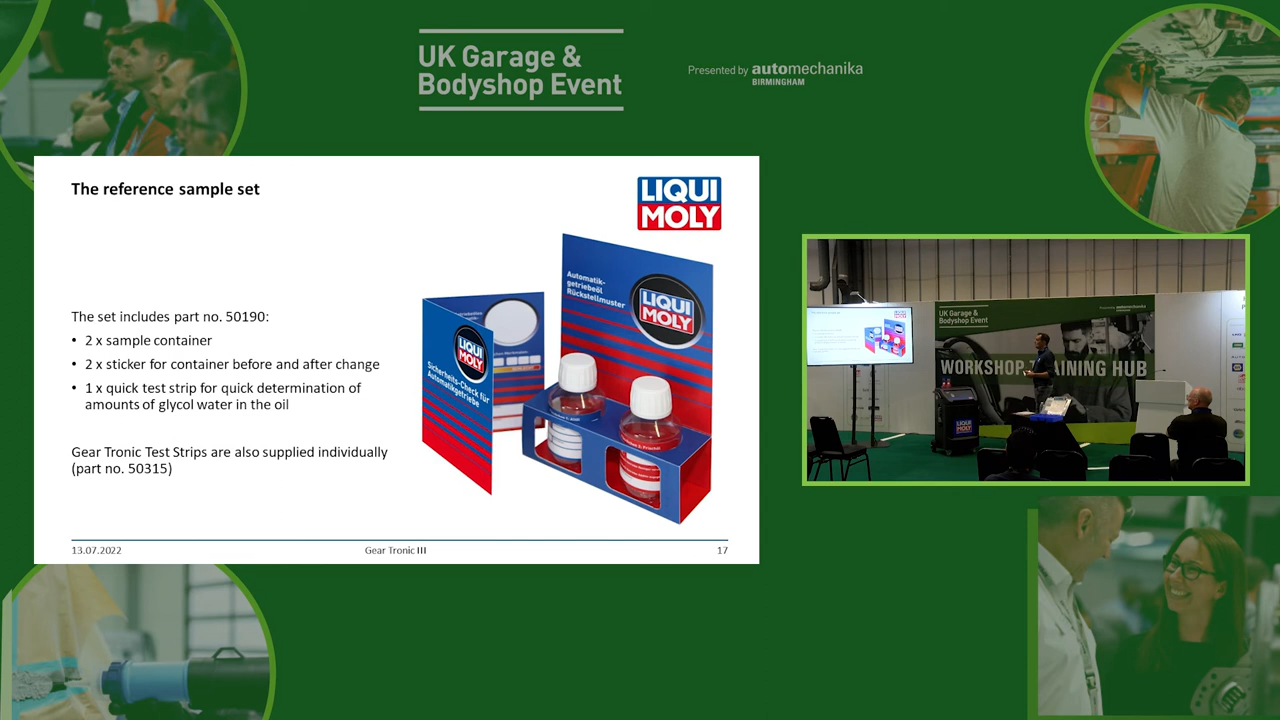 UK Garage &
Bodyshop Event
Presented by automechanika
BIRMINGHAM
The reference sample set
LIQUI
MOLY
The set includes part no. 50190:
• 2 x sample container
• 2 x sticker for container before and after change
• 1 x quick test strip for quick determination of
amounts of glycol water in the oil
Gear Tronic Test Strips are also supplied individually
(part no. 50315)
Automatik-
getriebeöl
Rückstellmuster
LIQUI
MOLY
LIQUI
MOLY
Sicherheits-Check für
Automatikgetriebe
13.07.2022
Gear Tronic III
17
UK Garage &
Bodyshop Event
automechanika
WORKSHOP T AINING HUB
LIQUI
MOLY